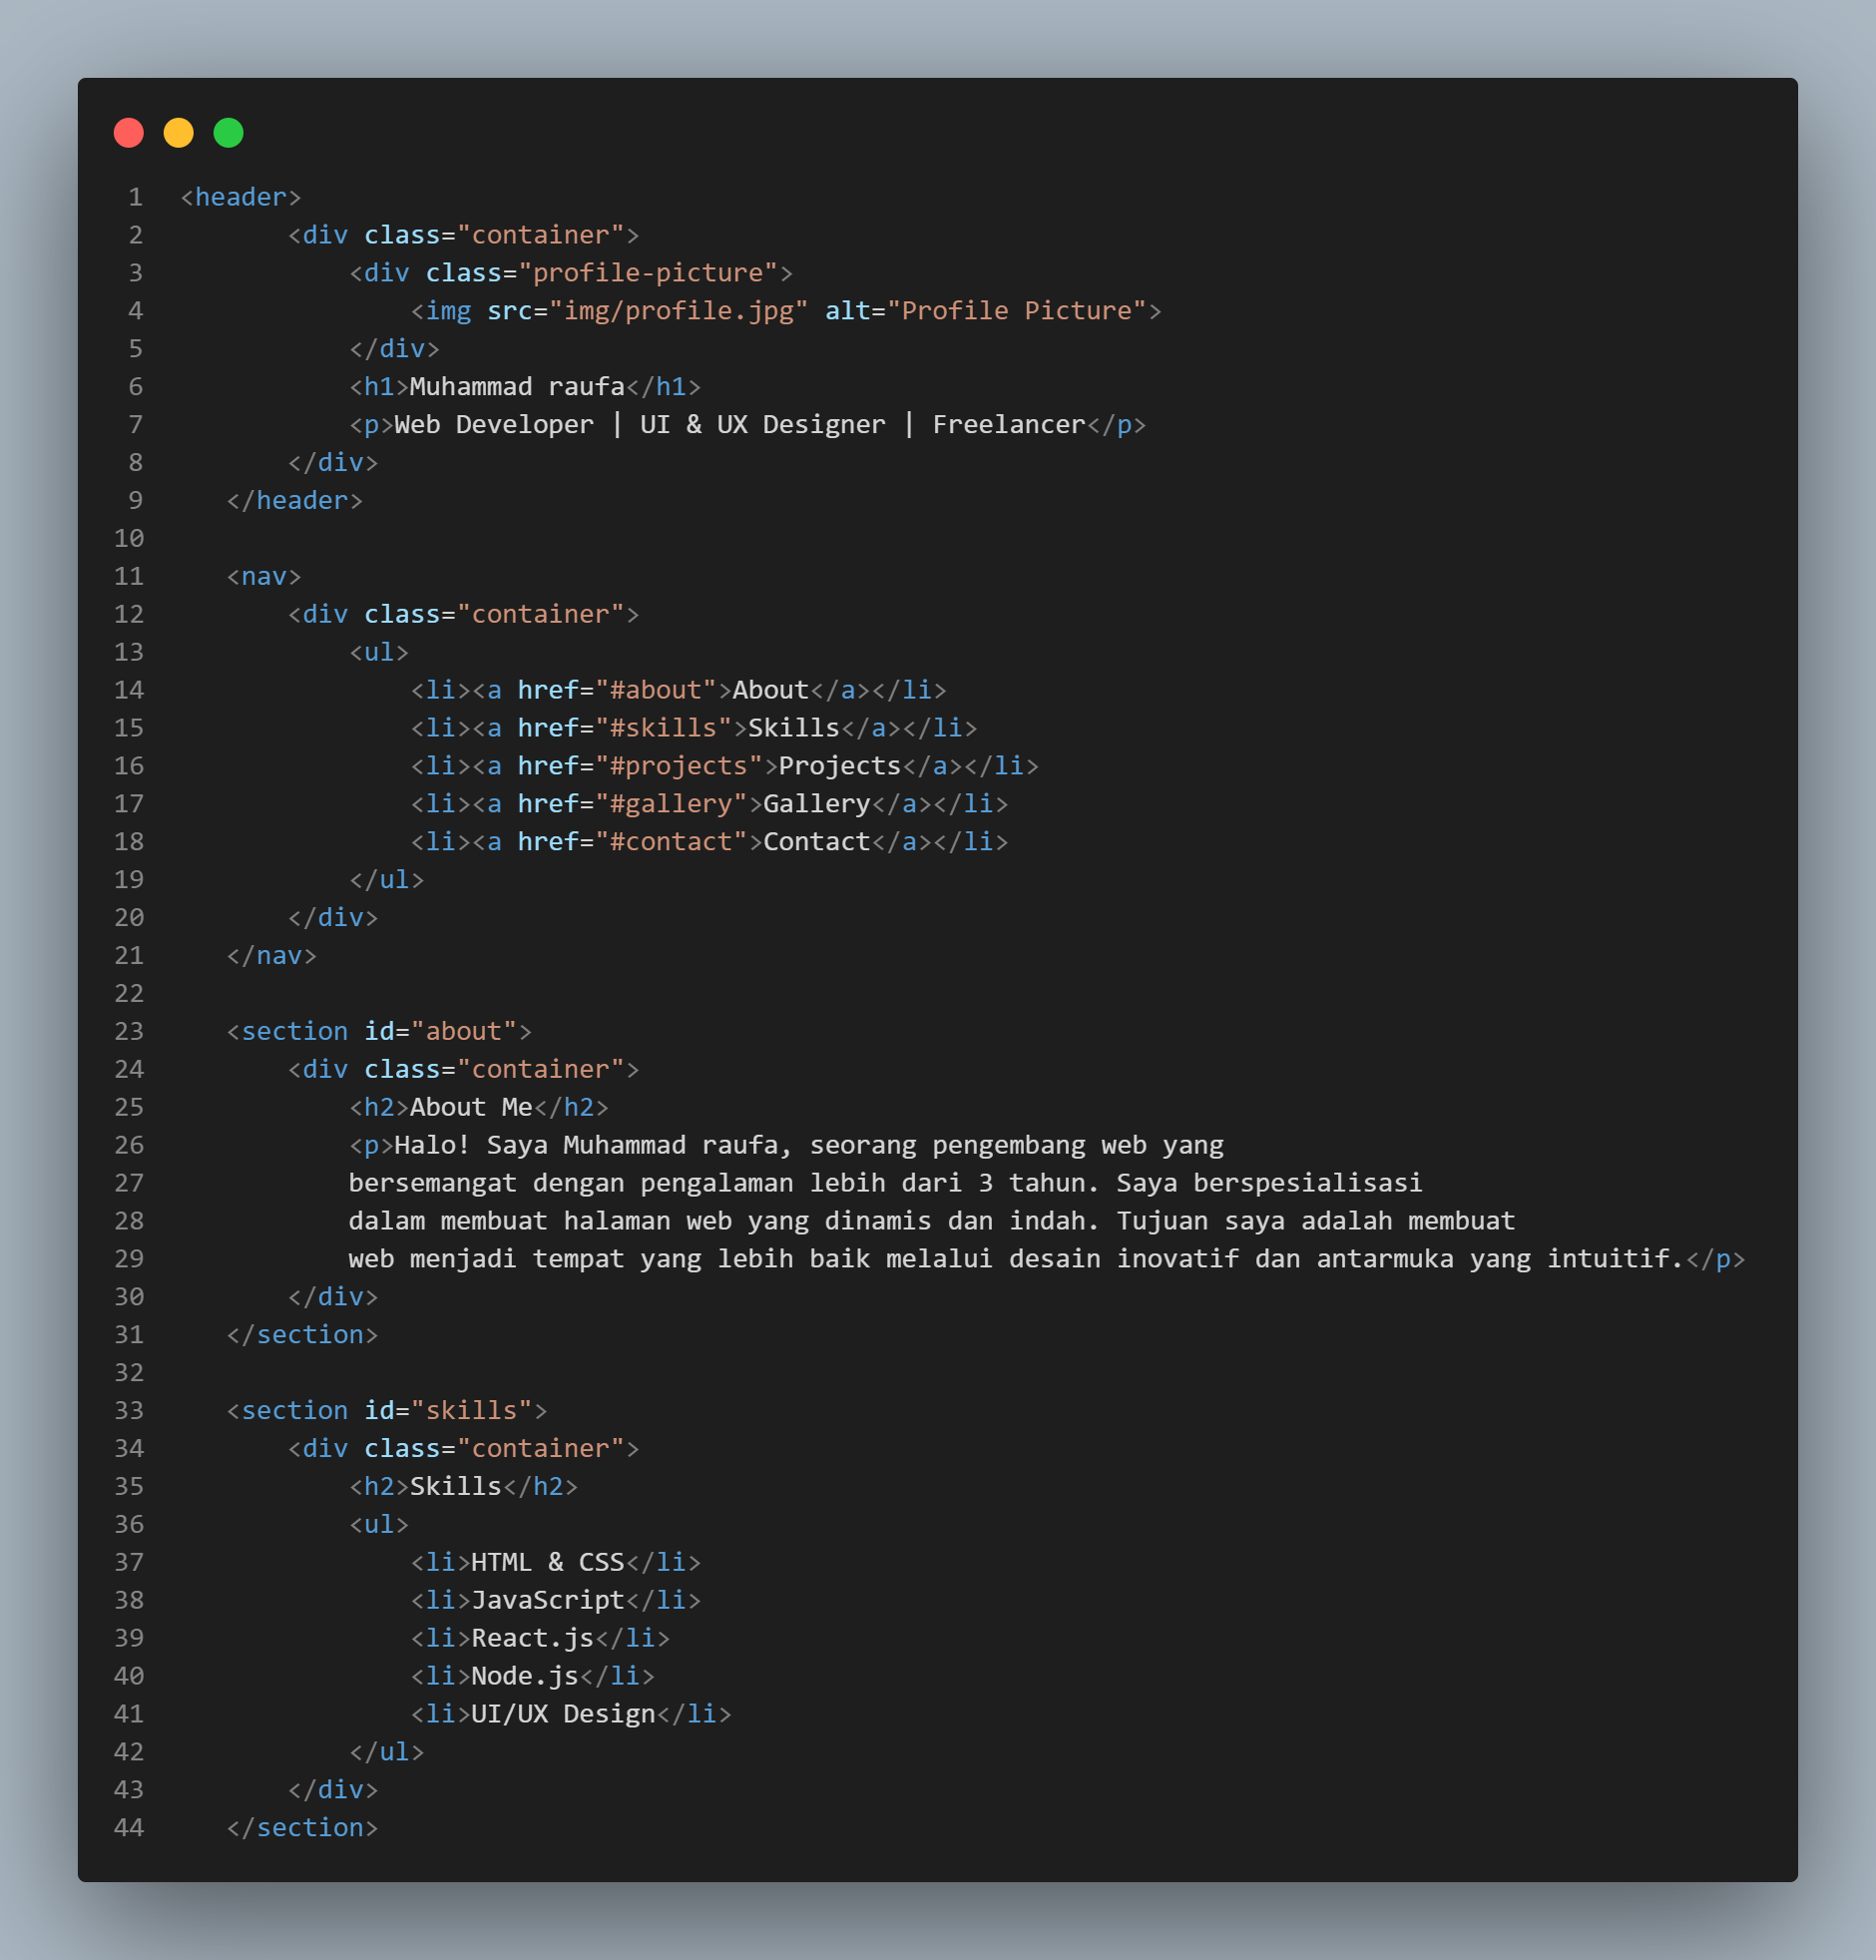 1 <header>
2         <div class="container">
3             <div class="profile-picture">
4                 <img src="img/profile.jpg" alt="Profile Picture">
5             </div>
6             <h1>Muhammad raufa</h1>
7             <p>Web Developer | UI & UX Designer | Freelancer</p>
8         </div>
9     </header>
10
11     <nav>
12         <div class="container">
13             <ul>
14                 <li><a href="#about">About</a></li>
15                 <li><a href="#skills">Skills</a></li>
16                 <li><a href="#projects">Projects</a></li>
17                 <li><a href="#gallery">Gallery</a></li>
18                 <li><a href="#contact">Contact</a></li>
19             </ul>
20         </div>
21     </nav>
22
23     <section id="about">
24         <div class="container">
25             <h2>About Me</h2>
26             <p>Halo! Saya Muhammad raufa, seorang pengembang web yang
27             bersemangat dengan pengalaman lebih dari 3 tahun. Saya berspesialisasi
28             dalam membuat halaman web yang dinamis dan indah. Tujuan saya adalah membuat
29             web menjadi tempat yang lebih baik melalui desain inovatif dan antarmuka yang intuitif.</p>
30         </div>
31     </section>
32
33     <section id="skills">
34         <div class="container">
35             <h2>Skills</h2>
36             <ul>
37                 <li>HTML & CSS</li>
38                 <li>JavaScript</li>
39                 <li>React.js</li>
40                 <li>Node.js</li>
41                 <li>UI/UX Design</li>
42             </ul>
43         </div>
44     </section>